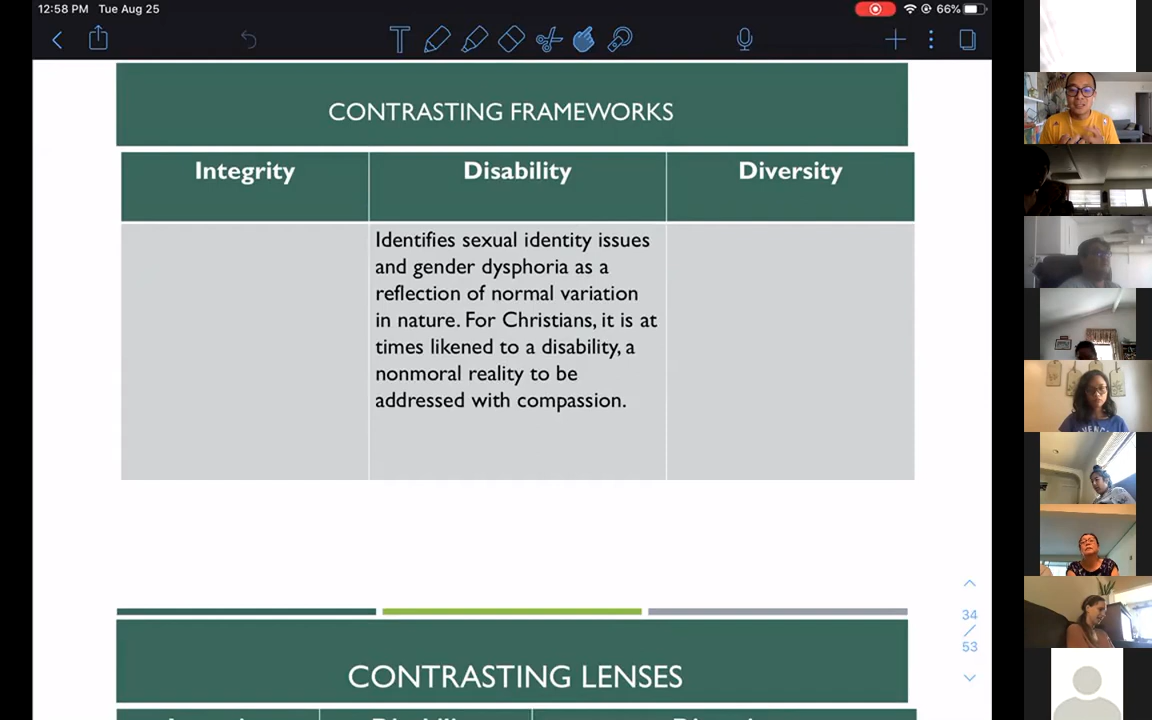 12:58 PM Tue Aug 25
66%
T
CONTRASTING FRAMEWORKS
Integrity
Disability
Diversity
Identifies sexual identity issues
and gender dysphoria as a
reflection of normal variation
in nature. For Christians, it is at
times likened to a disability, a
nonmoral reality to be
addressed with compassion.
34
/
53
CONTRASTING LENSES